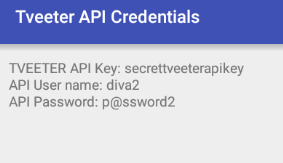 Tveeter API Credentials
TVEETER API Key: secrettveeterapikey
API User name: diva2
API Password: p@ssword2